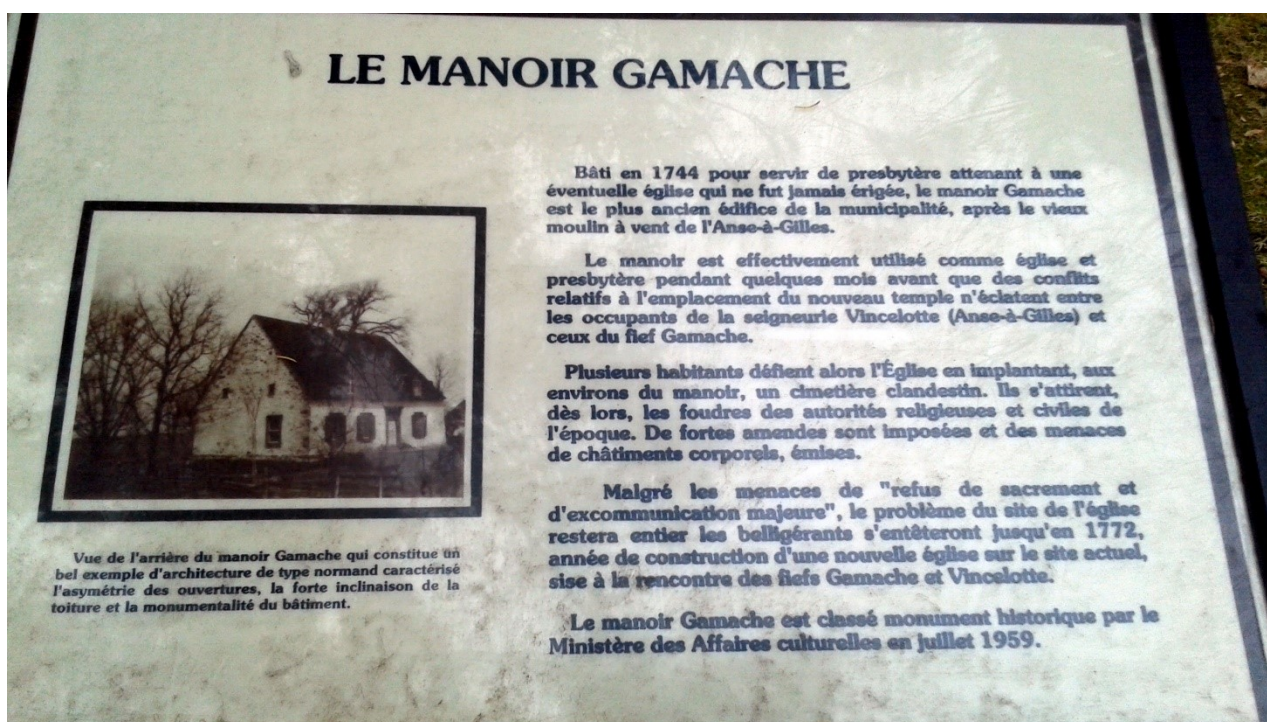 LE MANOIR GAMACHE
Bâti en 1744 pour servir de presbytère attenant à une
éventuelle église qui ne fut jamais érigée, le manoir Gamache
est le plus ancien édifice de la municipalité, après le vieux
moulin à vent de l'Anse-à-Gilles.
Le manoir est effectivement utilisé comme église et
presbytère pendant quelques mois avant que des conflits
relatifs à l'emplacement du nouveau temple n'éclatent entre
les occupants de la seigneurie Vincelotte (Anse-à-Gilles) et
ceux du fief Gamache.
Plusieurs habitants défient alors l'Église en implantant, aux
environs du manoir, un cimetière clandestin. Ils s'attirent,
dès lors, les foudres des autorités religieuses et civiles de
l'époque. De fortes amendes sont imposées et des menaces
de châtiments corporels, émises.
Malgré les menaces de "refus de sacrement et
d'excommunication majeure", le problème du site de l'église
restera entier les belligérants s'entêteront jusqu'en 1772,
année de construction d'une nouvelle église sur le site actuel,
sise à la rencontre des fiefs Gamache et Vincelotte.
Le manoir Gamache est classé monument historique par le
Ministère des Affaires culturelles en juillet 1959.
Vue de l'arrière du manoir Gamache qui constitue un
bel exemple d'architecture de type normand caractérisé
l'asymétrie des ouvertures, la forte inclinaison de la
toiture et la monumentalité du bâtiment.